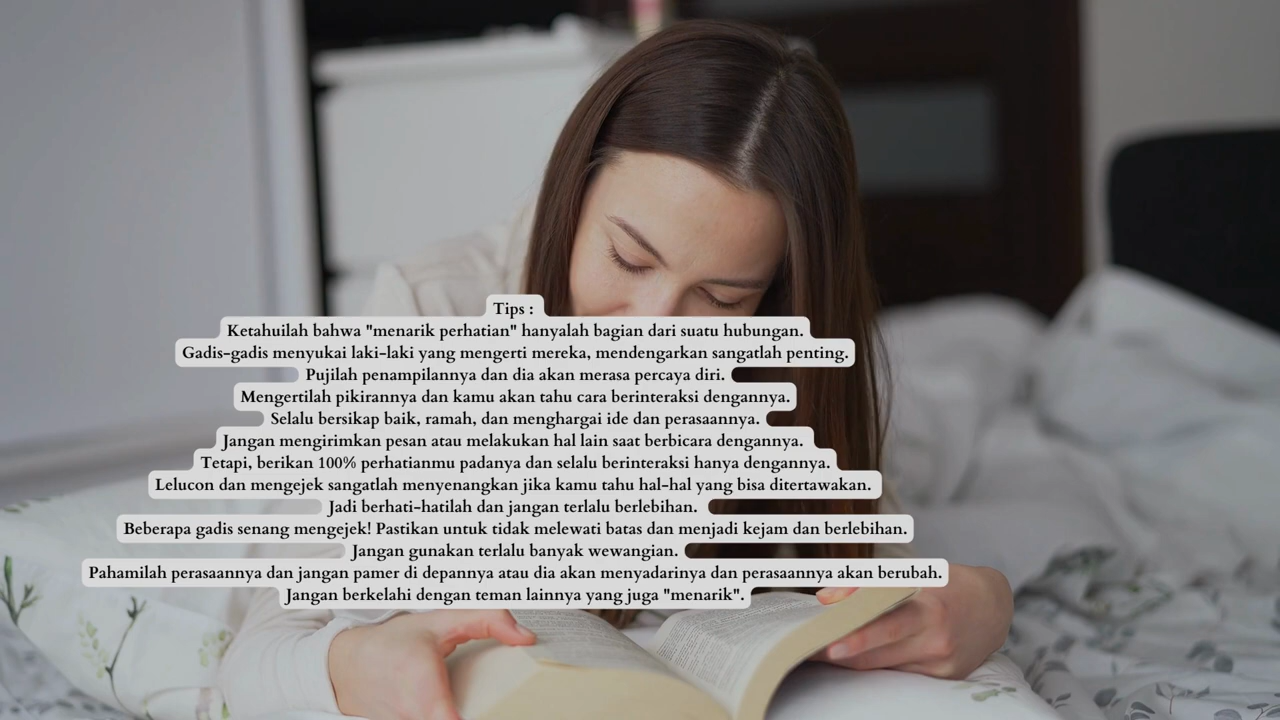 Tips :
Ketahuilah bahwa "menarik perhatian" hanyalah bagian dari suatu hubungan.
Gadis-gadis menyukai laki-laki yang mengerti mereka, mendengarkan sangatlah penting.
Pujilah penampilannya dan dia akan merasa percaya diri.
Mengertilah pikirannya dan kamu akan tahu cara berinteraksi dengannya.
Selalu bersikap baik, ramah, dan menghargai ide dan perasaannya.
Jangan mengirimkan pesan atau melakukan hal lain saat berbicara dengannya.
Tetapi, berikan 100% perhatianmu padanya dan selalu berinteraksi hanya dengannya.
Lelucon dan mengejek sangatlah menyenangkan jika kamu tahu hal-hal yang bisa ditertawakan.
Jadi berhati-hatilah dan jangan terlalu berlebihan.
Beberapa gadis senang mengejek! Pastikan untuk tidak melewati batas dan menjadi kejam dan berlebihan.
Jangan gunakan terlalu banyak wewangian.
Pahamilah perasaannya dan jangan pamer di depannya atau dia akan menyadarinya dan perasaannya akan berubah.
Jangan berkelahi dengan teman lainnya yang juga "menarik".